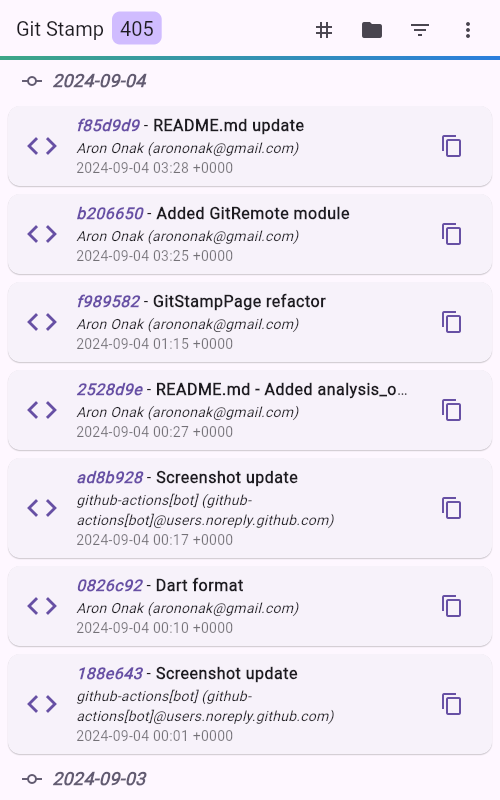 Git Stamp 405
2024-09-04
f85d9d9 - README.md update
Aron Onak (arononak@gmail.com)
2024-09-04 03:28 +0000
b206650 - Added GitRemote module
Aron Onak (arononak@gmail.com)
2024-09-04 03:25 +0000
f989582 - GitStampPage refactor
Aron Onak (arononak@gmail.com)
2024-09-04 01:15 +0000
2528d9e - README.md - Added analysis_o...
Aron Onak (arononak@gmail.com)
2024-09-04 00:27 +0000
ad8b928 - Screenshot update
github-actions[bot] (github-
actions[bot]@users.noreply.github.com)
2024-09-04 00:17 +0000
0826c92 - Dart format
Aron Onak (arononak@gmail.com)
2024-09-04 00:10 +0000
188e643 - Screenshot update
github-actions[bot] (github-
actions[bot]@users.noreply.github.com)
2024-09-04 00:01 +0000
2024-09-03